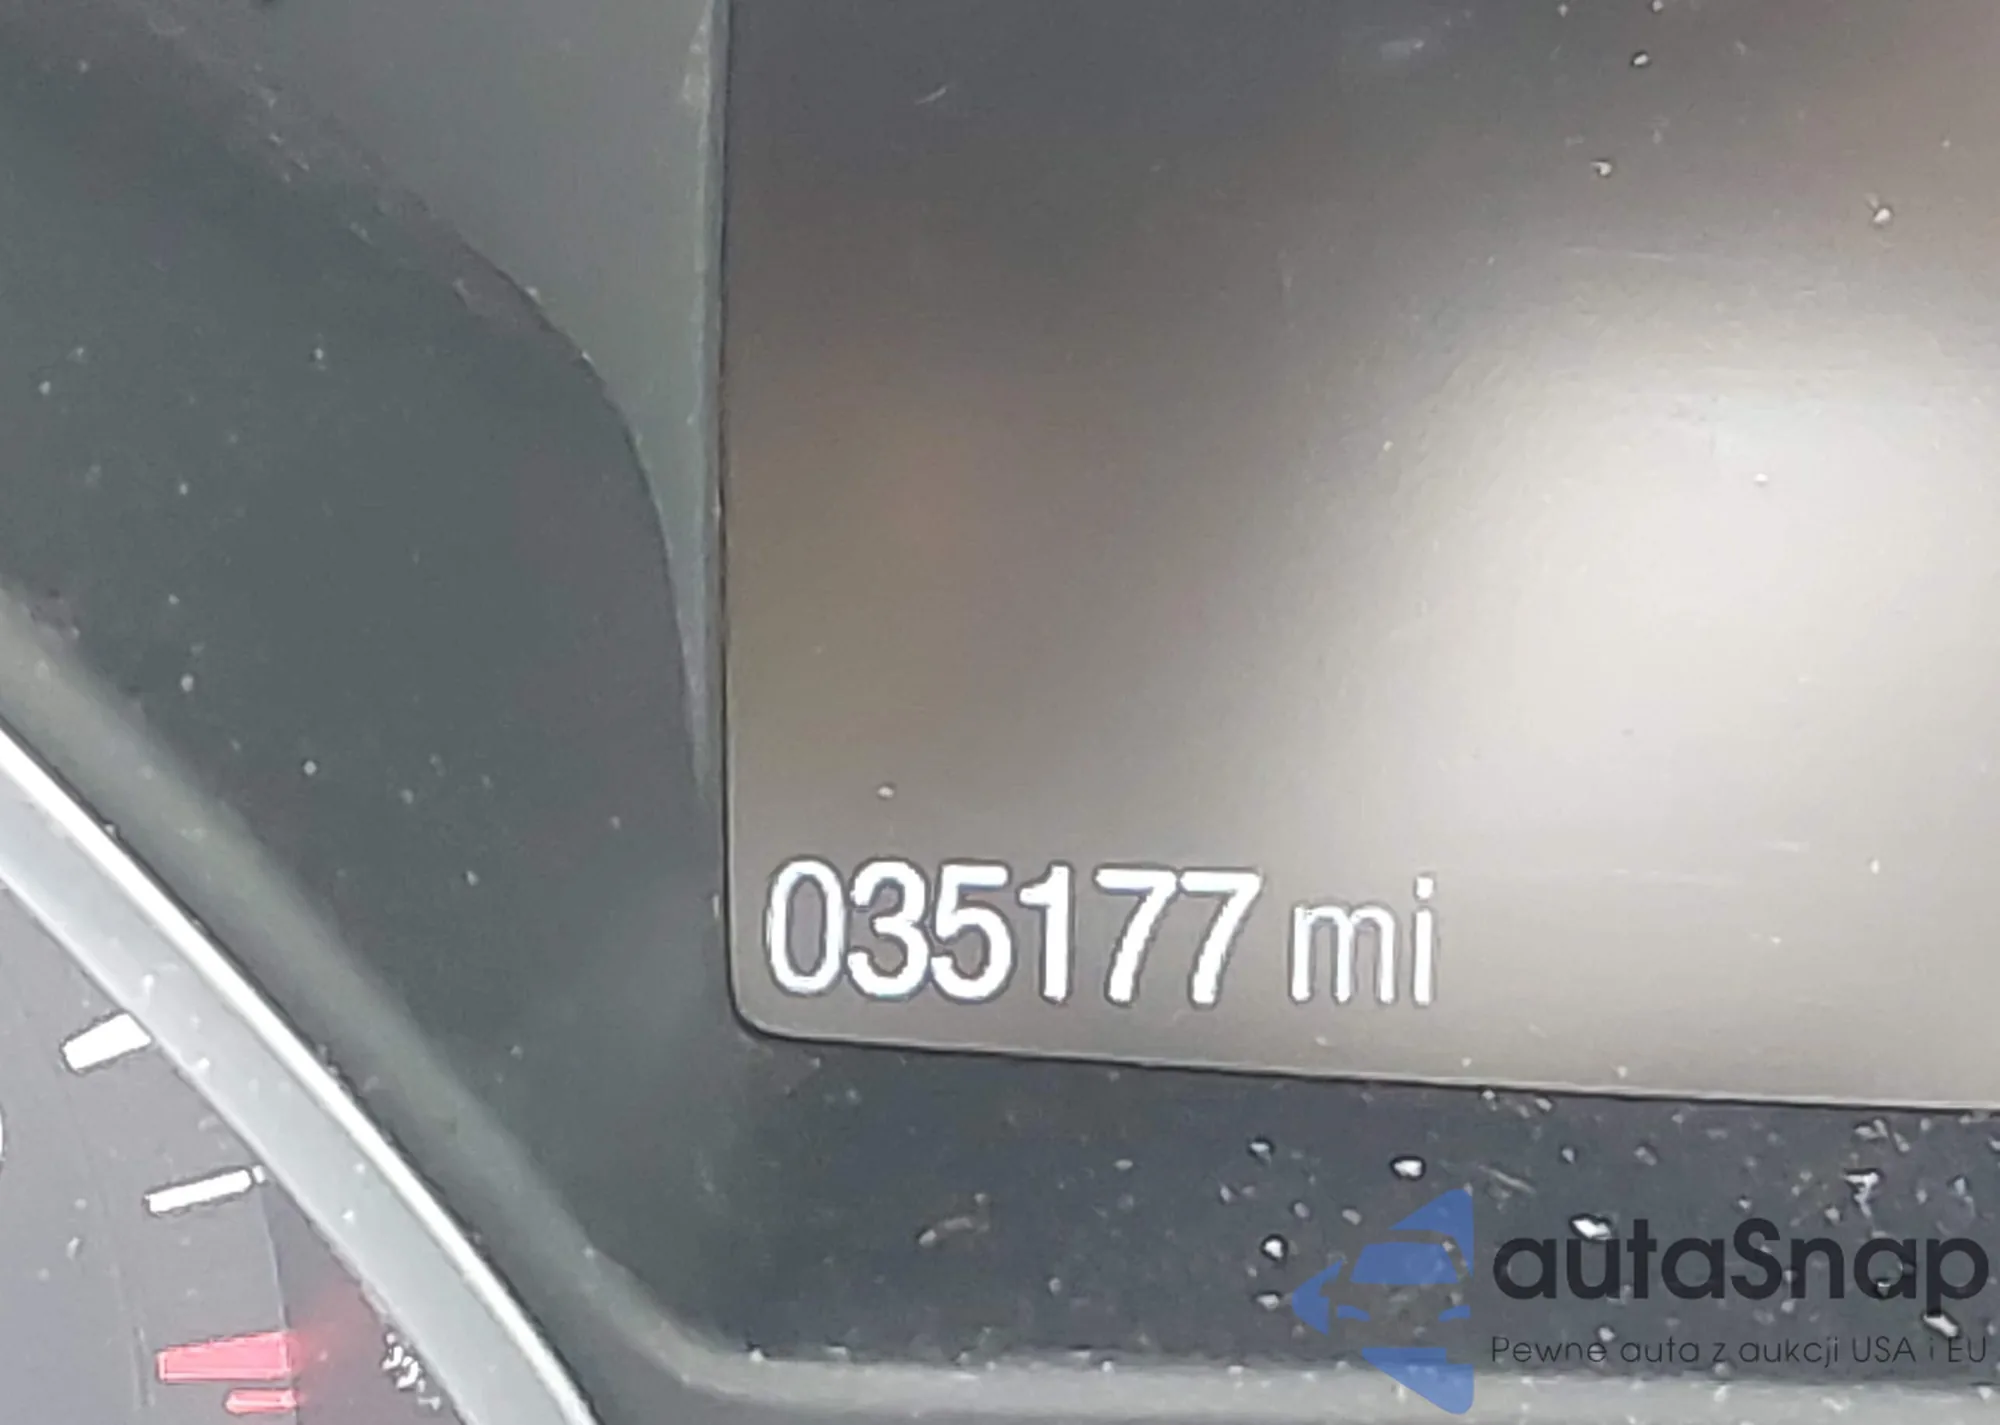 035177 mi
autaSnap
Pewne auta z aukcji USA i EU